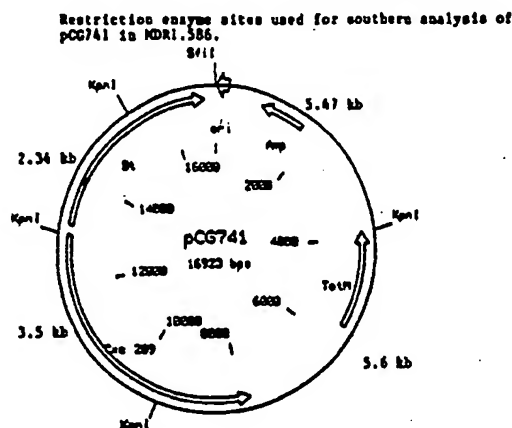 Restriction enzyme sites used for southern analysis of
pCG741 in MDR1.586.
SfiI
KpnI
5.47 kb
ori
Amp
2.34 kb
Bt
16000
2000
14000
KpnI
KpnI
pCG741
4000
16923 bps
12000
TetM
6000
10000
8000
3.5 kb
289
5.6 kb
KpnI